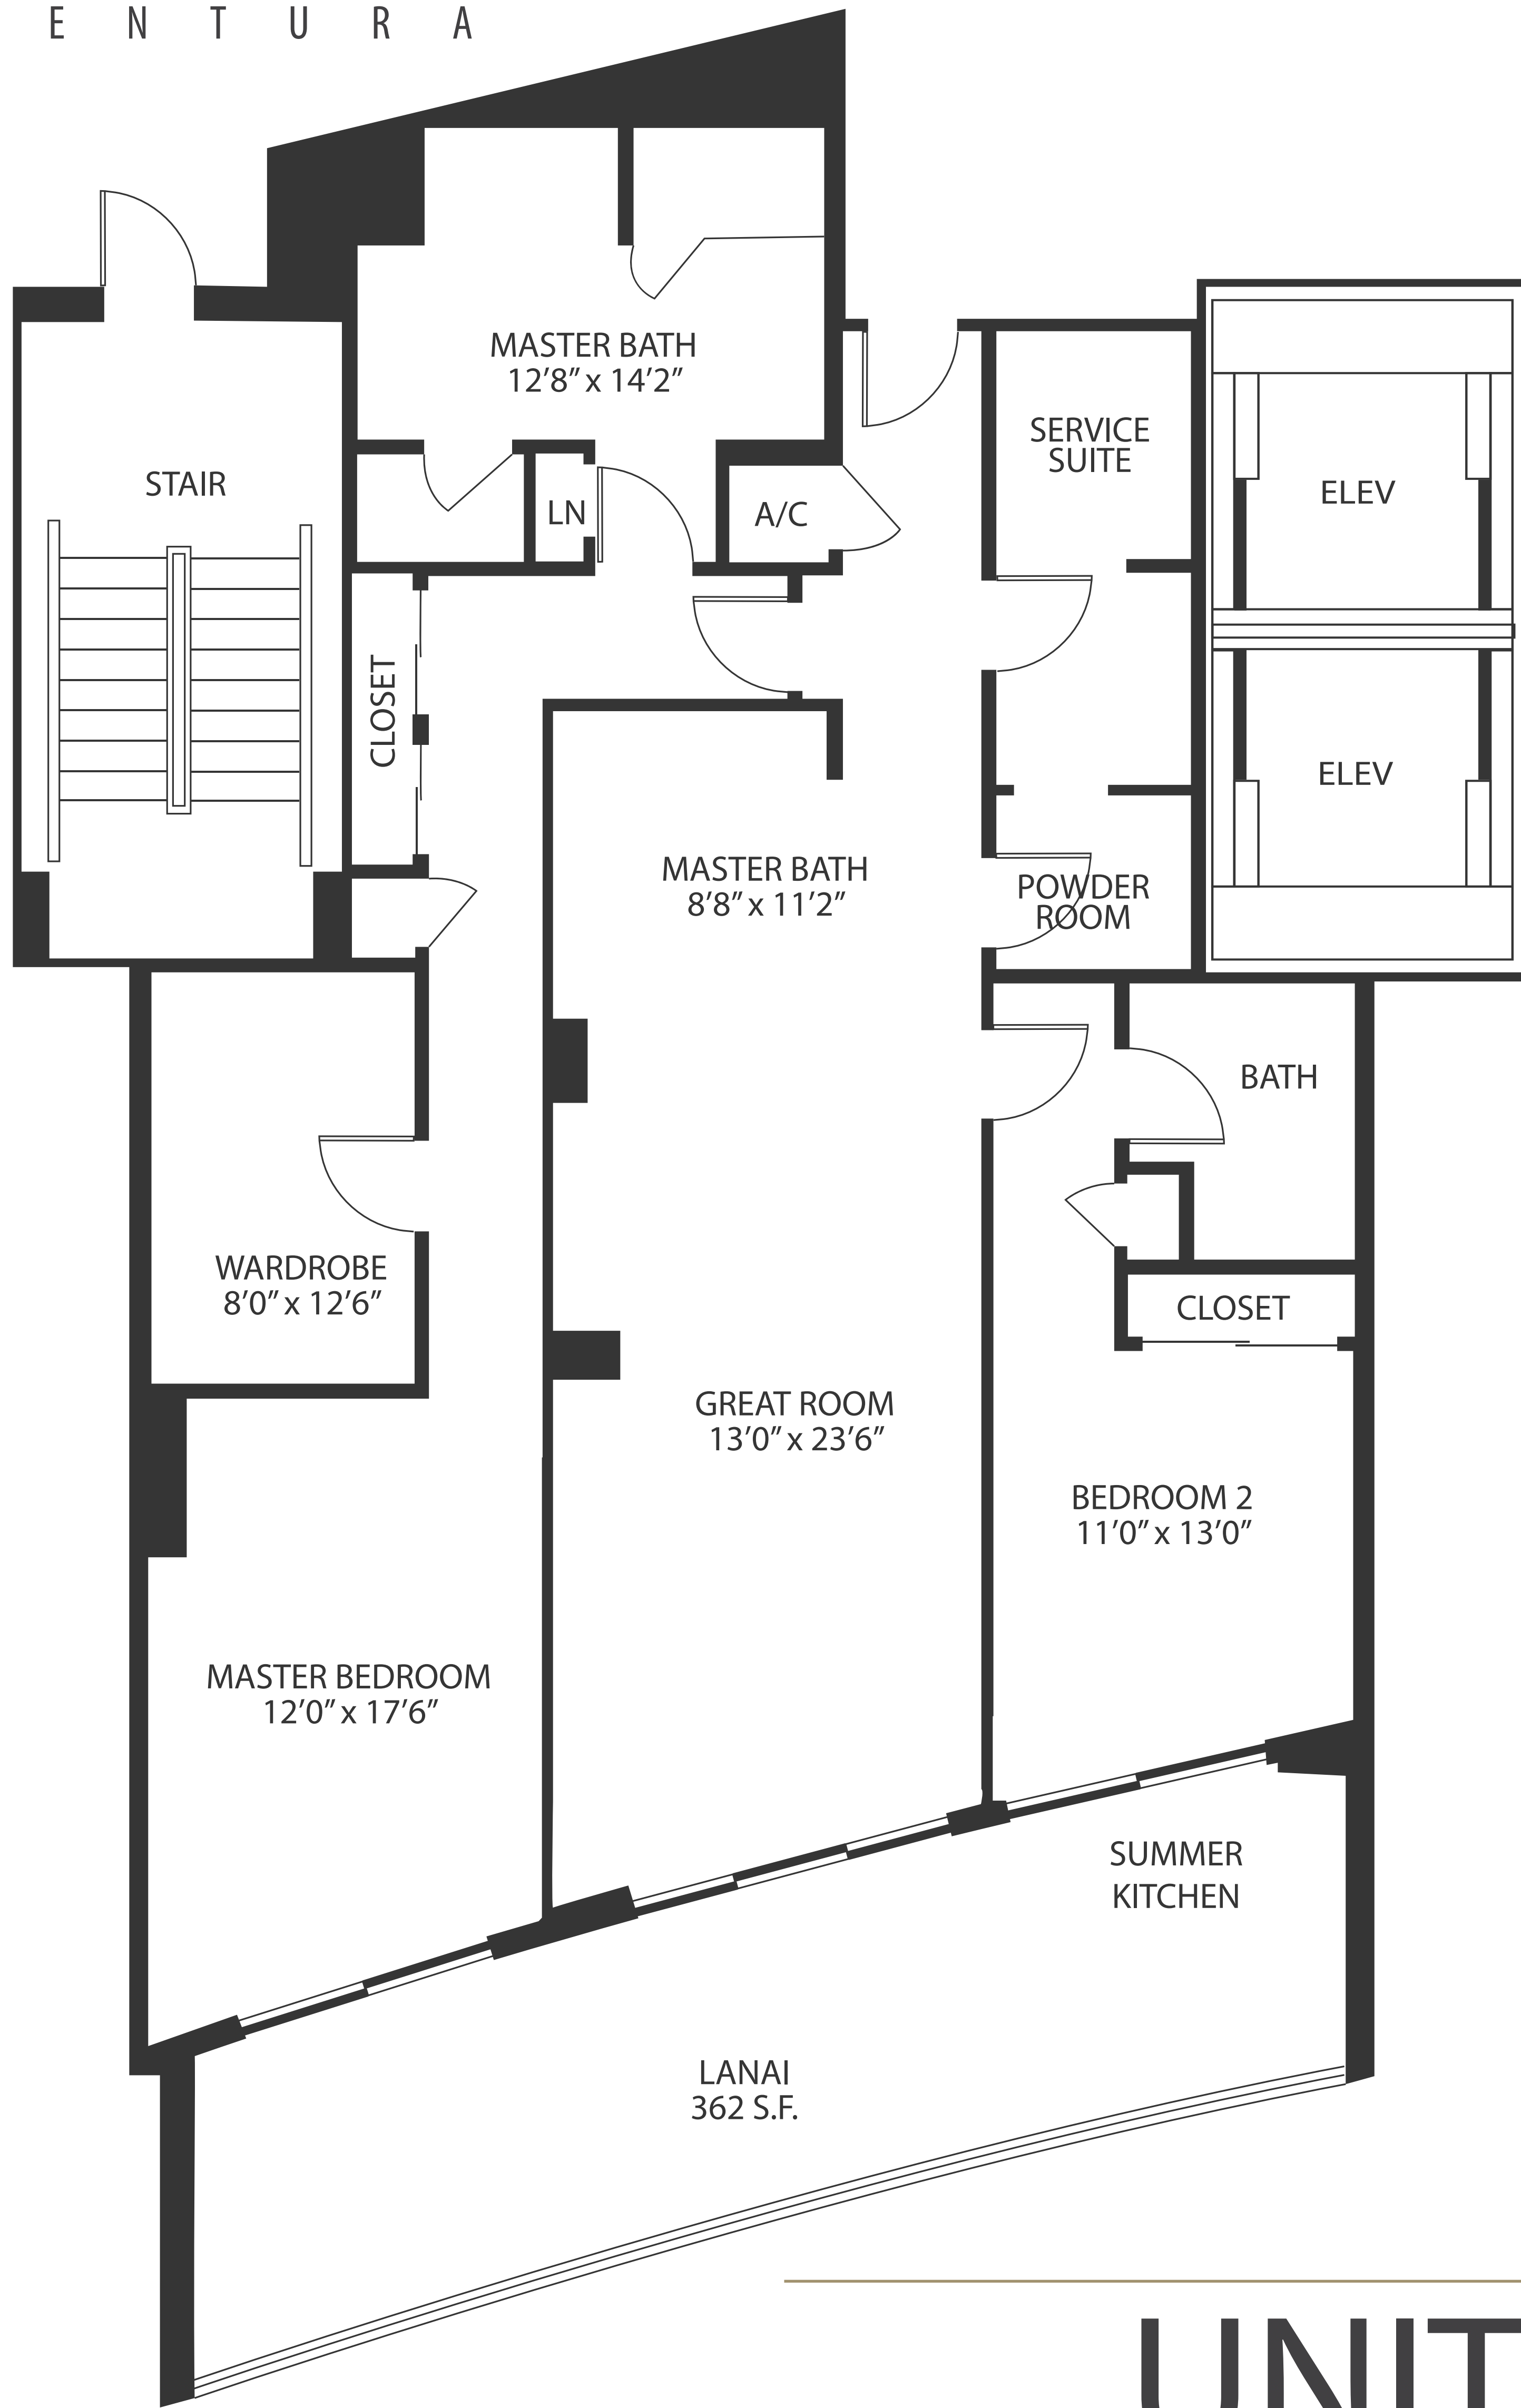 E N T U R A
MASTER BATH
12’8” x 14’2”
STAIR
LN
A/C
SERVICE
SUITE
ELEV
CLOSET
ELEV
MASTER BATH
8’8” x 11’2”
POWDER
ROOM
BATH
WARDROBE
8’0” x 12’6”
CLOSET
GREAT ROOM
13’0” x 23’6”
BEDROOM 2
11’0” x 13’0”
MASTER BEDROOM
12’0” x 17’6”
SUMMER
KITCHEN
LANAI
362 S.F.
UNIT